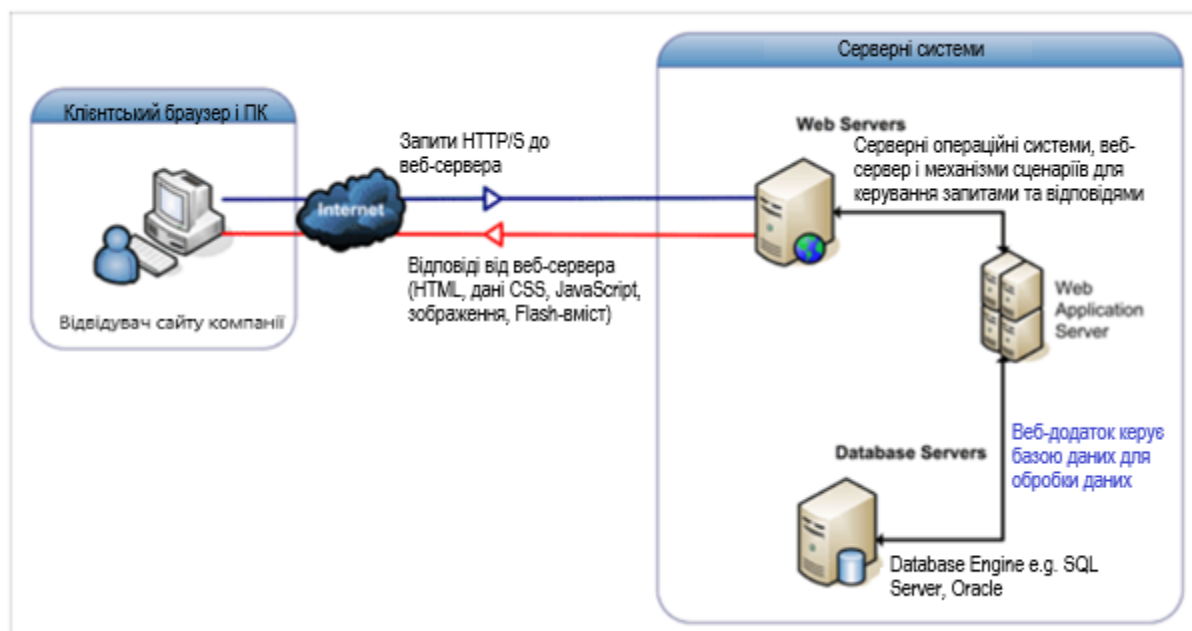 Серверні системи
Клієнтський браузер і ПК
Запити HTTP/S до
веб-сервера
Web Servers
Серверні операційні системи, веб-
сервер і механізми сценаріїв для
керування запитами та відповідями
Internet
Відповіді від веб-сервера
(HTML, дані CSS, JavaScript,
зображення, Flash-вміст)
Відвідувач сайту компанії
Web
Application
Server
Веб-додаток керує
базою даних для
обробки даних
Database Servers
Database Engine e.g. SQL
Server, Oracle